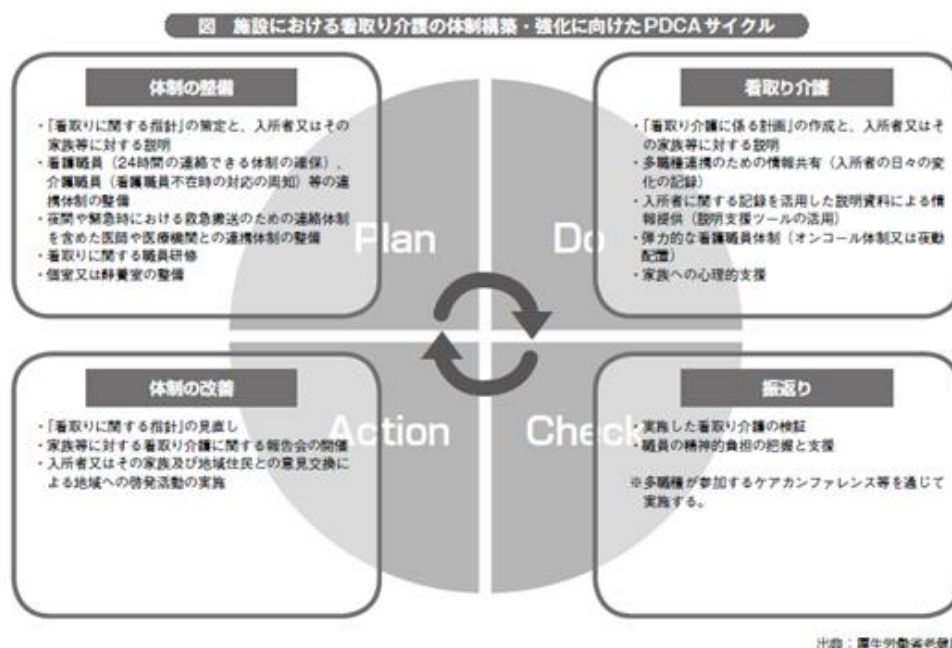 図 施設における看取り介護の体制構築・強化に向けたPDCAサイクル
体制の整備
・「看取りに関する指針」の策定と、入所者又はその
家族等に対する説明
・看護職員（24時間の連絡できる体制の確保）、
介護職員（看護職員不在時の対応の周知）等の連
携体制の整備
・夜間や緊急時における救急搬送のための連絡体制
を含めた医師や医療機関との連携体制の整備
・看取りに関する職員研修
・個室又は静養室の整備
Plan
看取り介護
・「看取り介護に係る計画」の作成と、入所者又はそ
の家族等に対する説明
・多職種連携のための情報共有（入所者の日々の変
化の記録）
・入所者に関する記録を活用した説明資料による情
報提供（説明支援ツールの活用）
・弾力的な看護職員体制（オンコール体制又は夜勤
配置）
・家族への心理的支援
Do
体制の改善
・「看取りに関する指針」の見直し
・家族等に対する看取り介護に関する報告会の開催
・入所者又はその家族及び地域住民との意見交換に
よる地域への啓発活動の実施
Action
振返り
・実施した看取り介護の検証
・職員の精神的負担の把握と支援
※多職種が参加するケアカンファレンス等を通じて
実施する。
Check
出典：厚生労働省老健